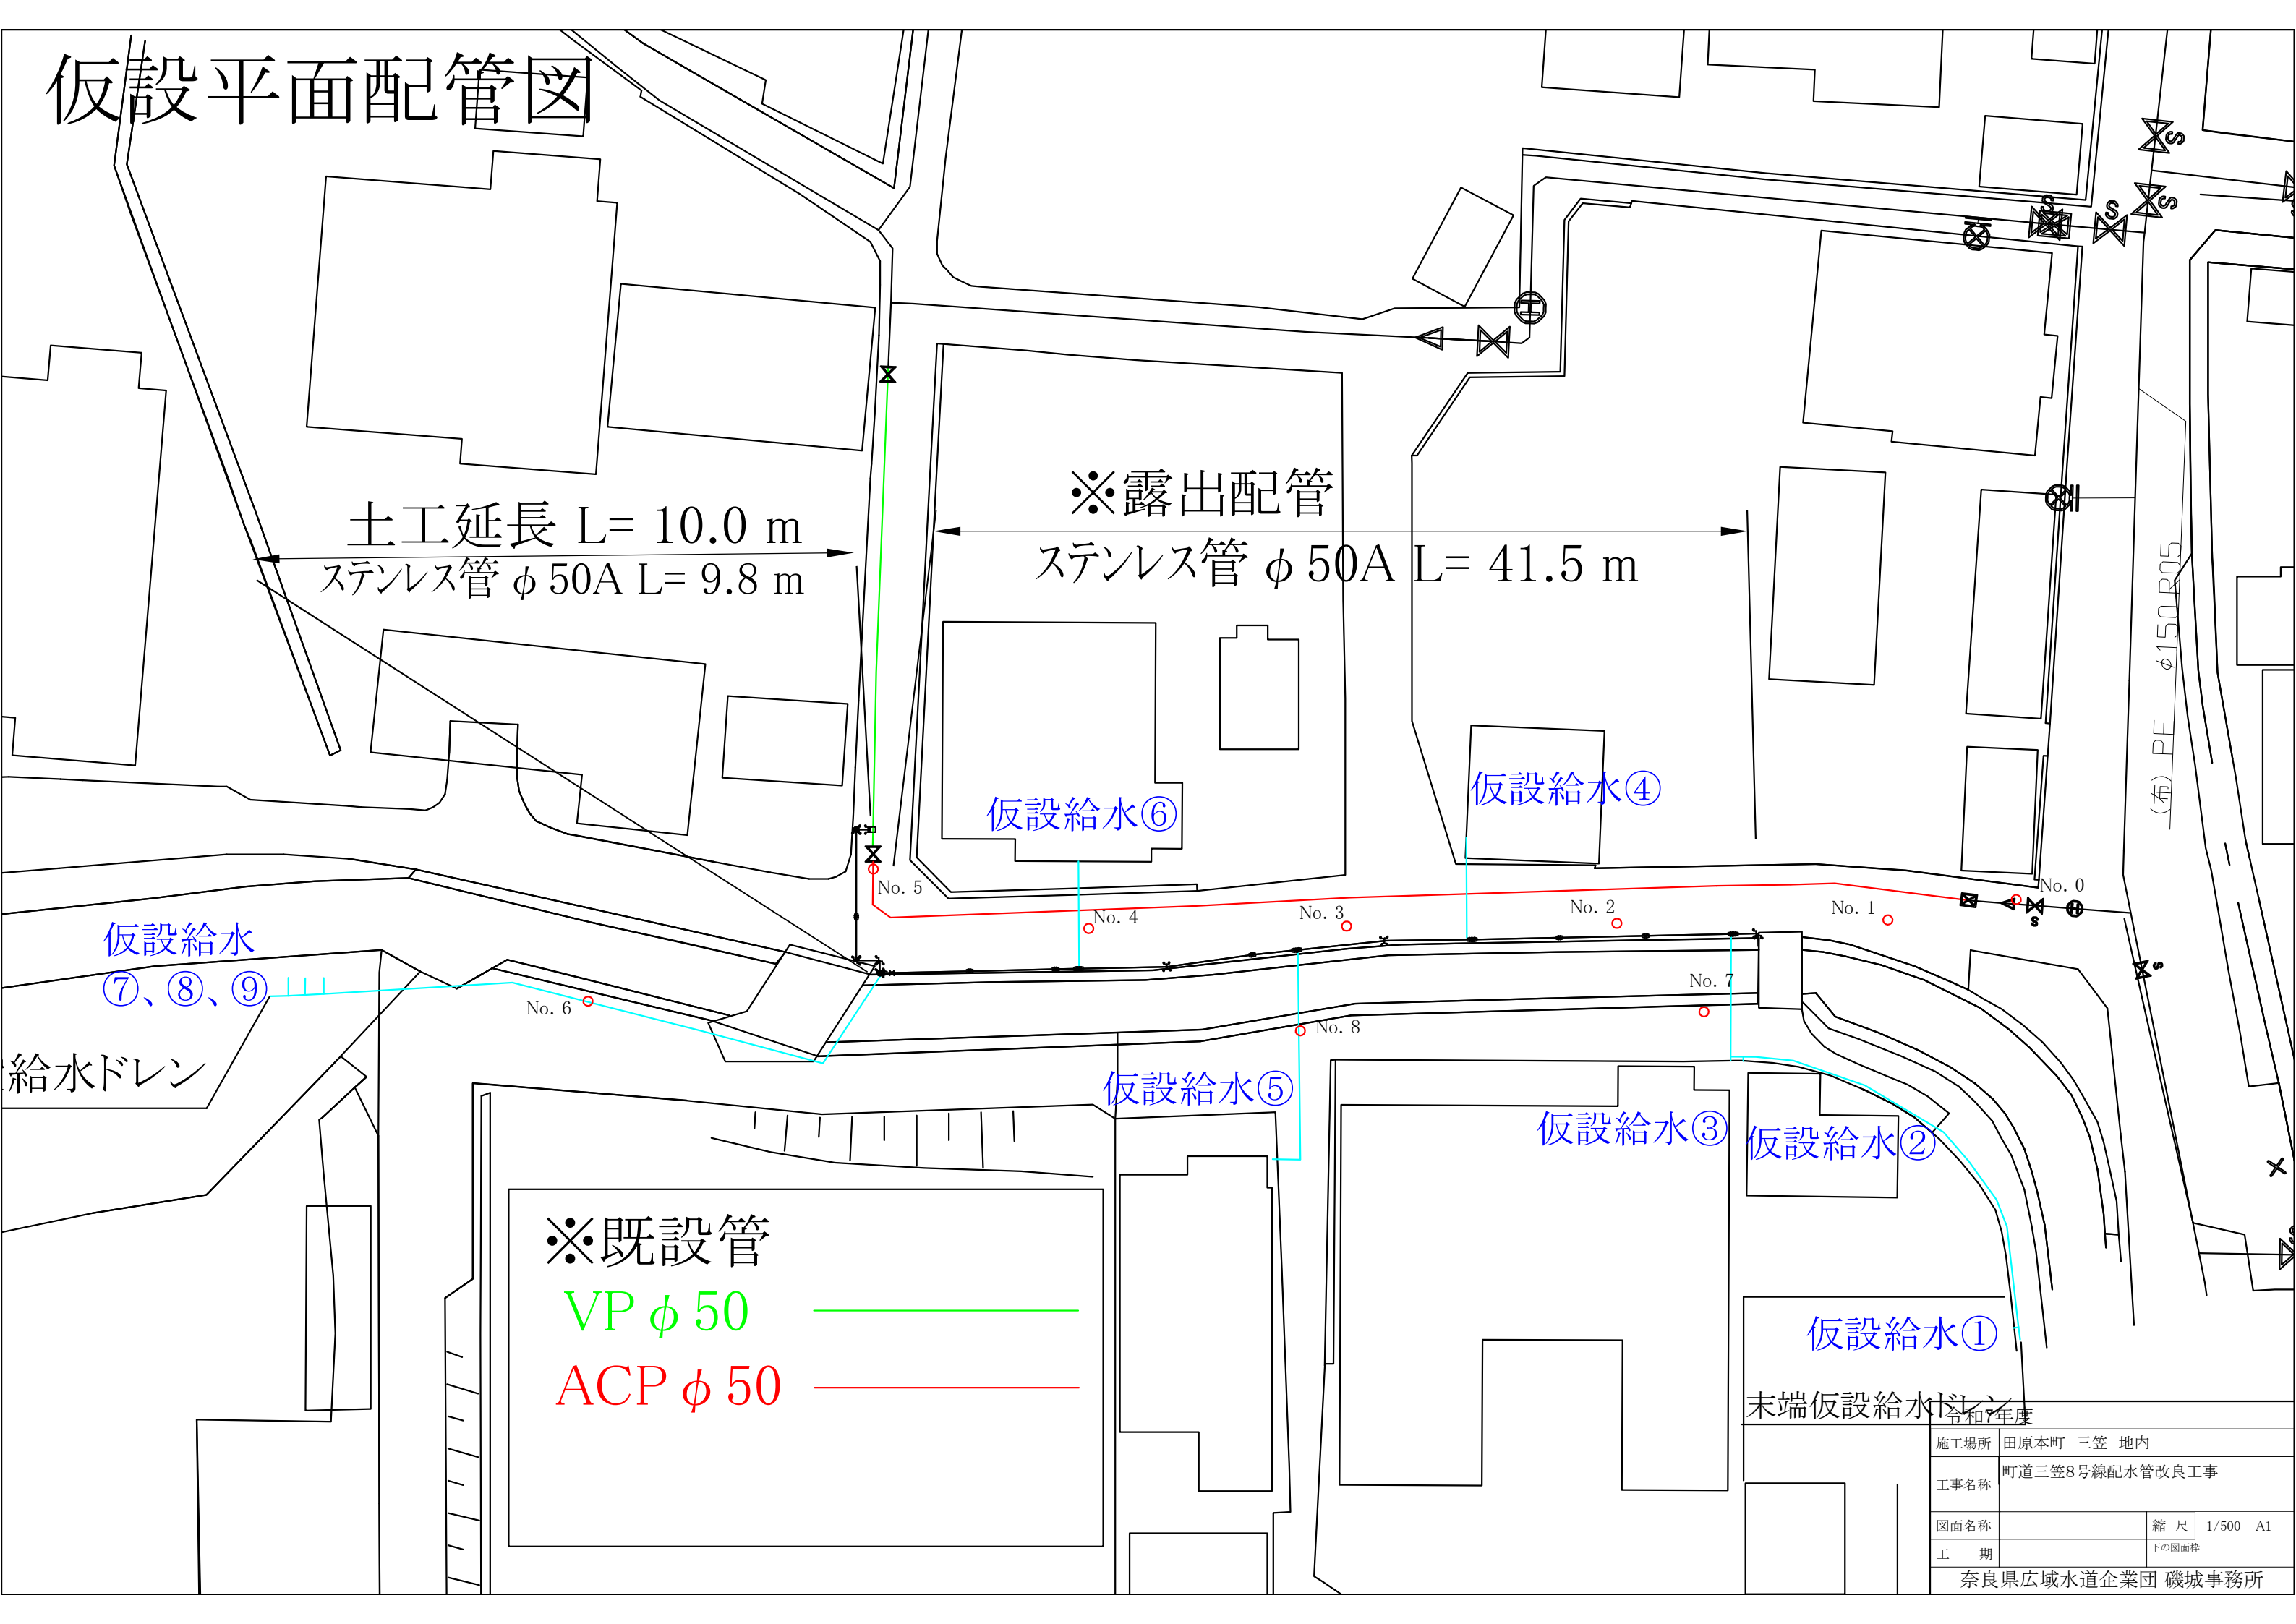 仮設平面配管図
土工延長 L= 10.0 m
ステンレス管 φ 50A L= 9.8 m
※露出配管
ステンレス管 φ 50A L= 41.5 m
S
S
S
S
H
(布) PE φ150 R05
仮設給水⑥
仮設給水④
No. 5
No. 4
No. 3
No. 2
No. 1
No. 0
H
S
S
仮設給水
⑦、⑧、⑨
No. 6
No. 7
No. 8
給水ドレン
仮設給水⑤
仮設給水③
仮設給水②
仮設給水①
※既設管
VP φ 50
ACP φ 50
末端仮設給水ドレン
令和7年度
施工場所 田原本町 三笠 地内
工事名称 町道三笠8号線配水管改良工事
図面名称 縮 尺 1/500 A1
工 期 下の図面枠
奈良県広域水道企業団 磯城事務所